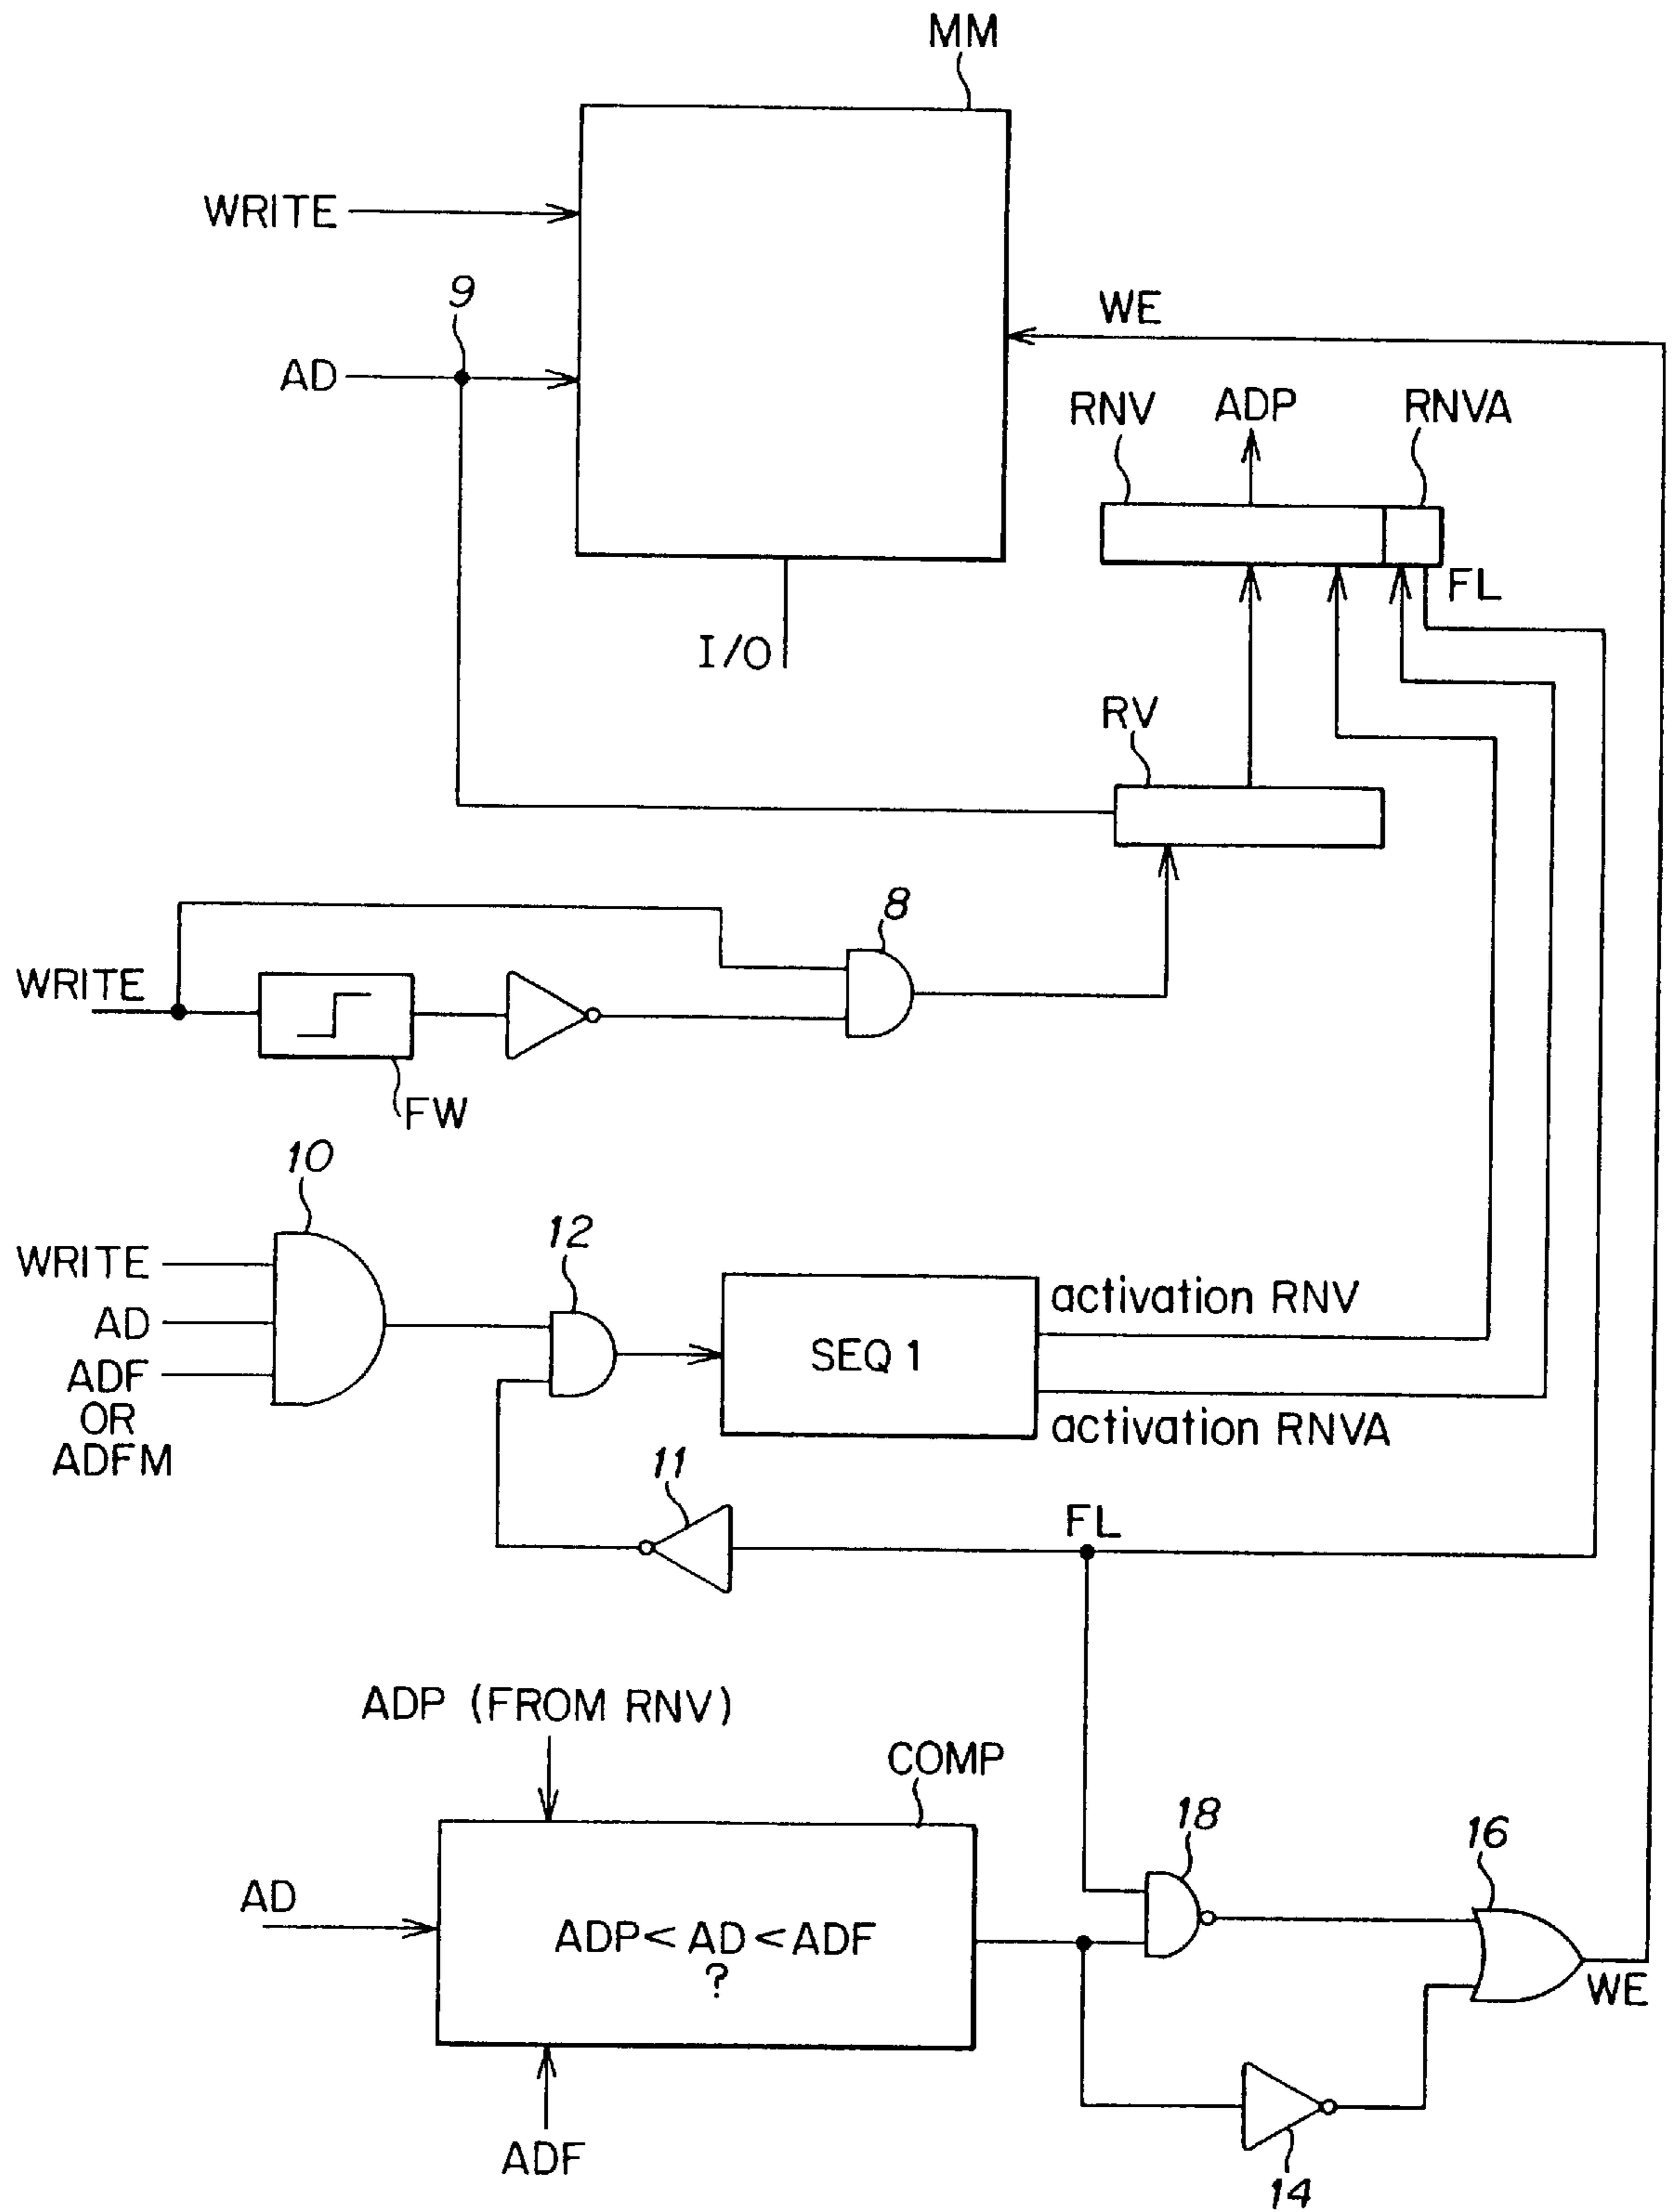 MM
WRITE
9
WE
AD
RNV
ADP
RNVA
FL
I/O
RV
8
WRITE
FW
10
12
WRITE
activation RNV
AD
SEQ 1
ADF
OR
activation RNVA
ADFM
11
FL
ADP (FROM RNV)
COMP
18
16
AD
ADP< AD <ADF
?
WE
ADF
14